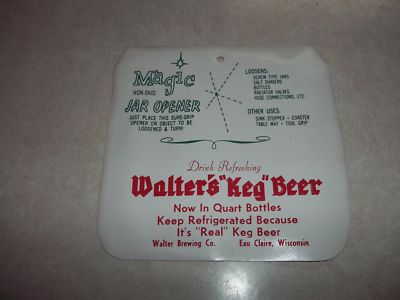 Magic
NON-SKID
JAR OPENER
JUST PLACE THIS SURE-GRIP
OPENER ON OBJECT TO BE
LOOSENED & TURN!
LOOSENS:
SCREW TYPE JARS
SALT SHAKERS
BOTTLES
RADIATOR VALVES
HOSE CONNECTIONS, ETC.
OTHER USES:
SINK STOPPER - COASTER
TABLE MAT - TOOL GRIP
Drink Refreshing
Walter's "Keg" Beer
Now In Quart Bottles
Keep Refrigerated Because
It's "Real" Keg Beer
Walter Brewing Co. Eau Claire, Wisconsin